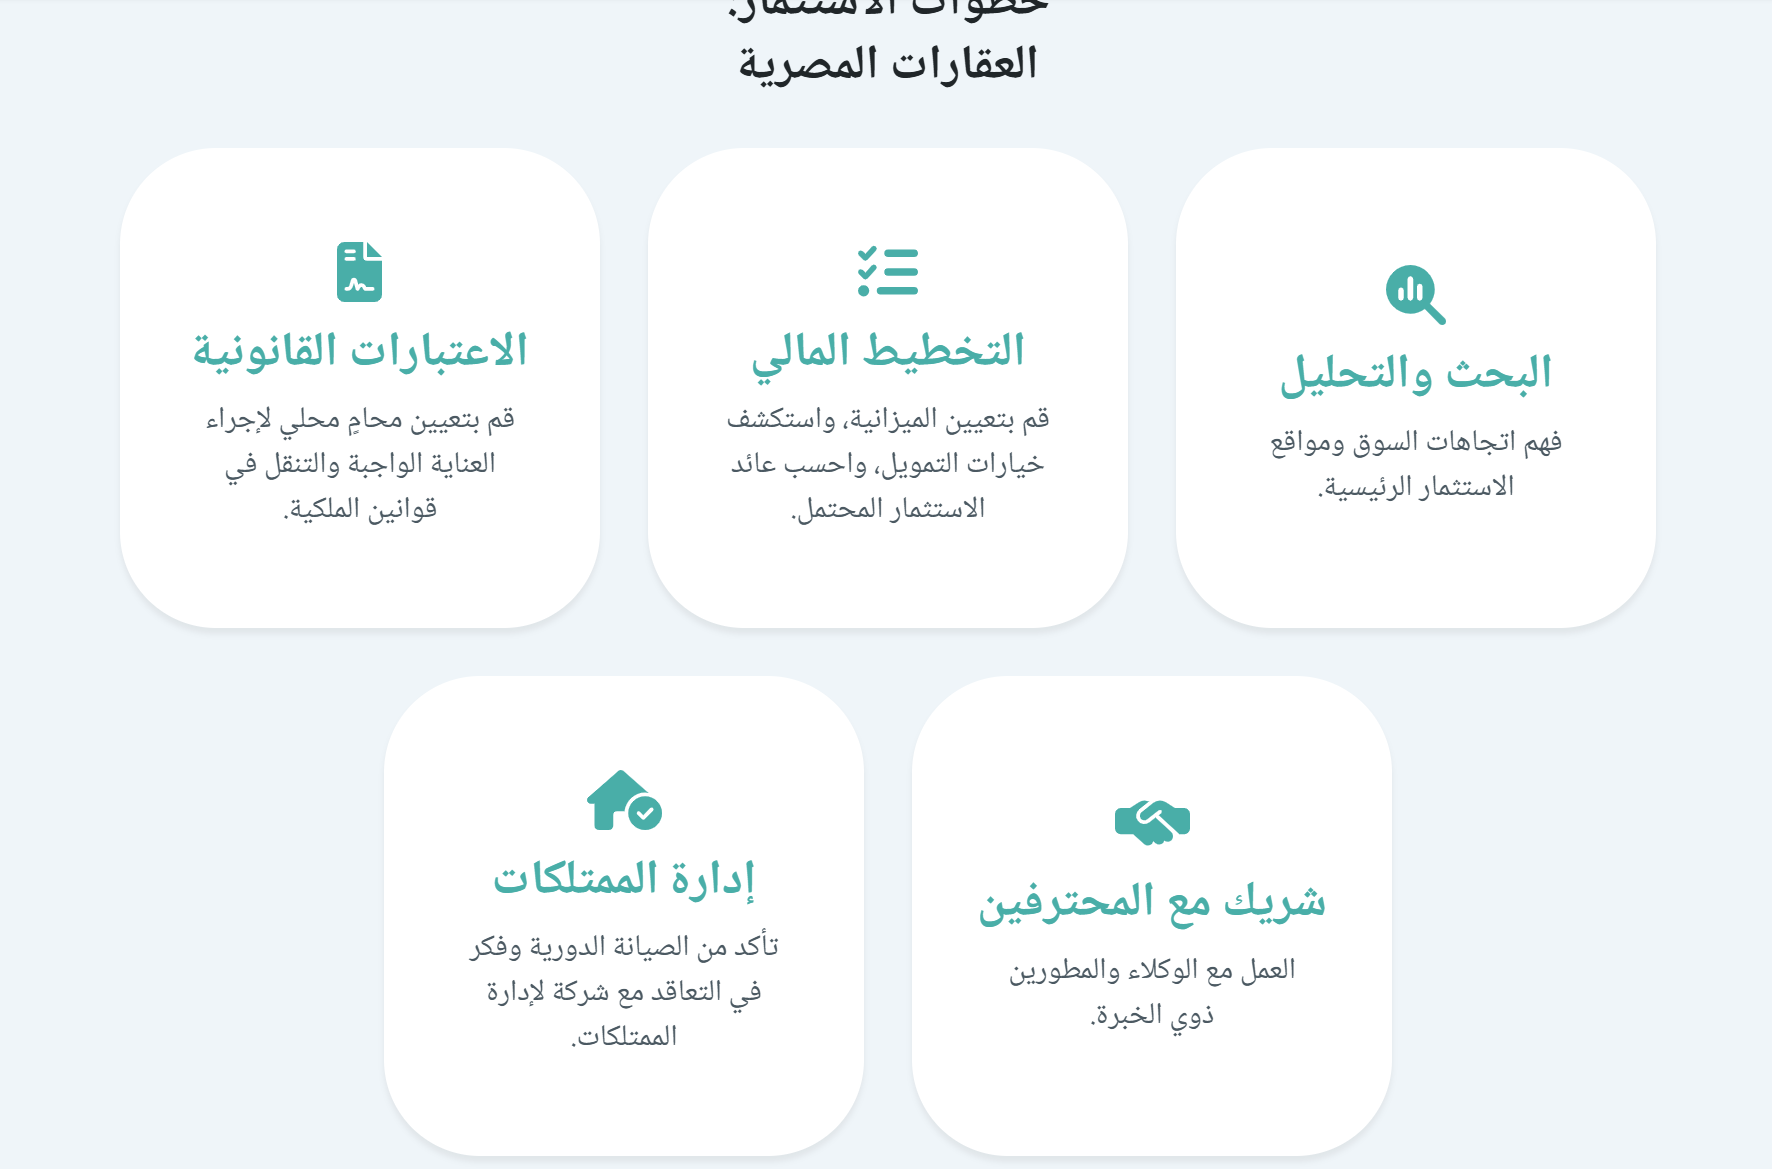 خطوات الاستثمار:
العقارات المصرية
البحث والتحليل
فهم اتجاهات السوق ومواقع
الاستثمار الرئيسية.
التخطيط المالي
قم بتعيين الميزانية، واستكشف
خيارات التمويل، واحسب عائد
الاستثمار المحتمل.
الاعتبارات القانونية
قم بتعيين محامٍ محلي لإجراء
العناية الواجبة والتنقل في
قوانين الملكية.
شريك مع المحترفين
العمل مع الوكلاء والمطورين
ذوي الخبرة.
إدارة الممتلكات
تأكد من الصيانة الدورية وفكر
في التعاقد مع شركة لإدارة
الممتلكات.